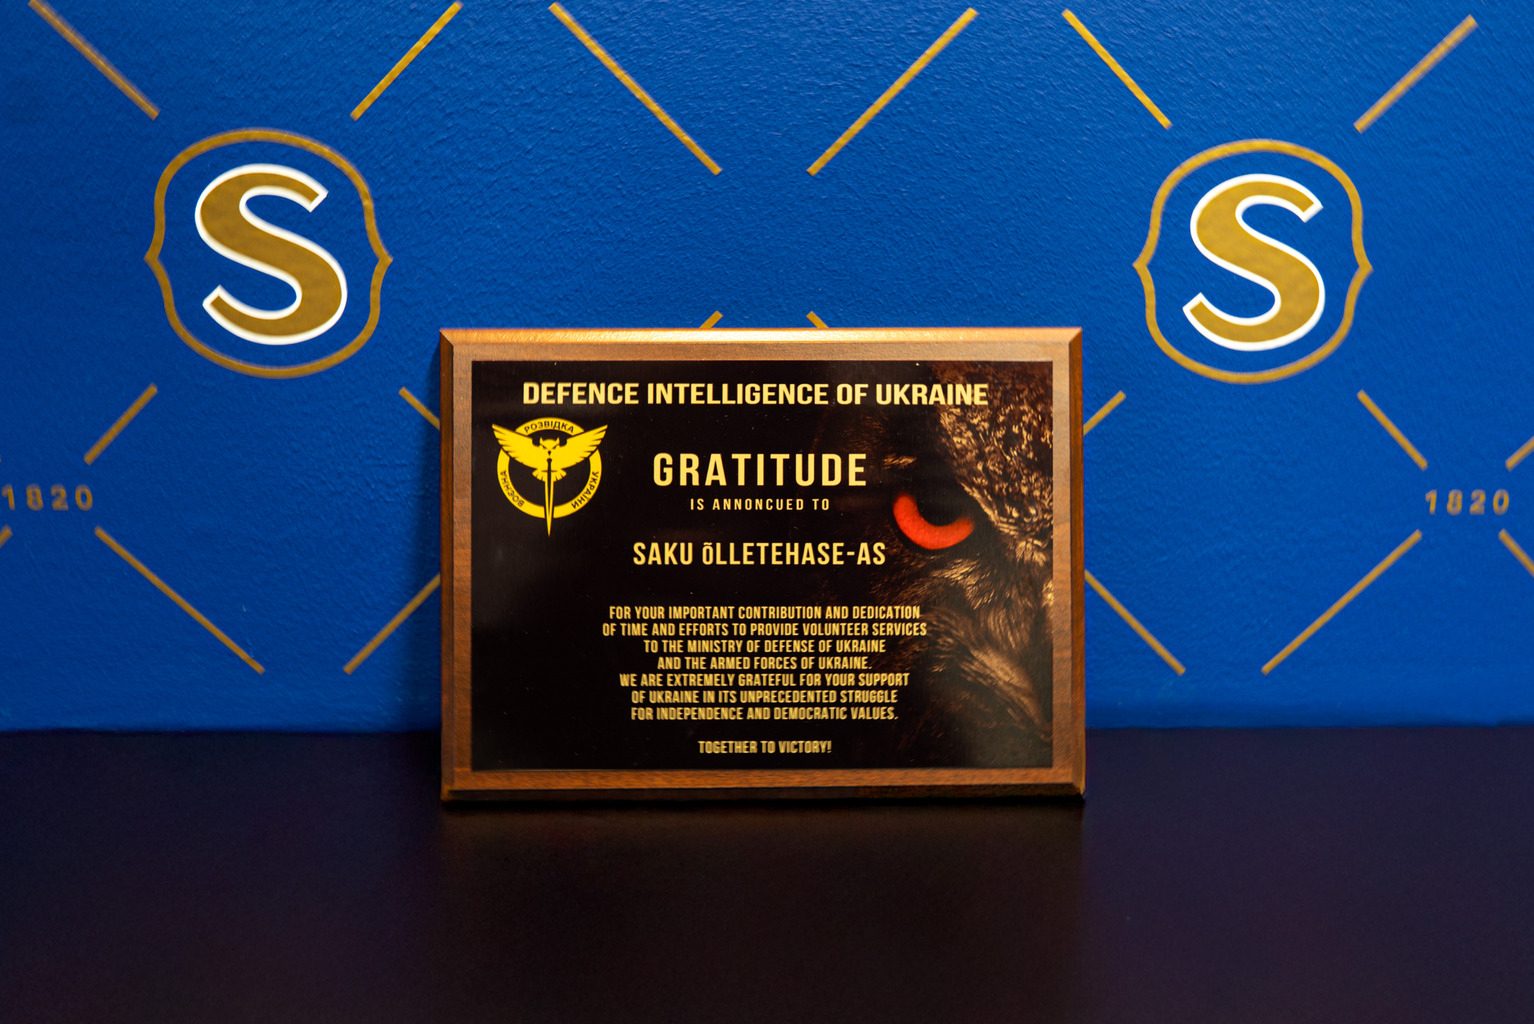 S
S
DEFENCE INTELLIGENCE OF UKRAINE
РОЗВІДКА
ВОЄННА
УКРАЇНИ
GRATITUDE
IS ANNONCUED TO
SAKU õLLETEHASE-AS
FOR YOUR IMPORTANT CONTRIBUTION AND DEDICATION
OF TIME AND EFFORTS TO PROVIDE VOLUNTEER SERVICES
TO THE MINISTRY OF DEFENSE OF UKRAINE
AND THE ARMED FORCES OF UKRAINE.
WE ARE EXTREMELY GRATEFUL FOR YOUR SUPPORT
OF UKRAINE IN ITS UNPRECEDENTED STRUGGLE
FOR INDEPENDENCE AND DEMOCRATIC VALUES.
TOGETHER TO VICTORY!
1820
1820